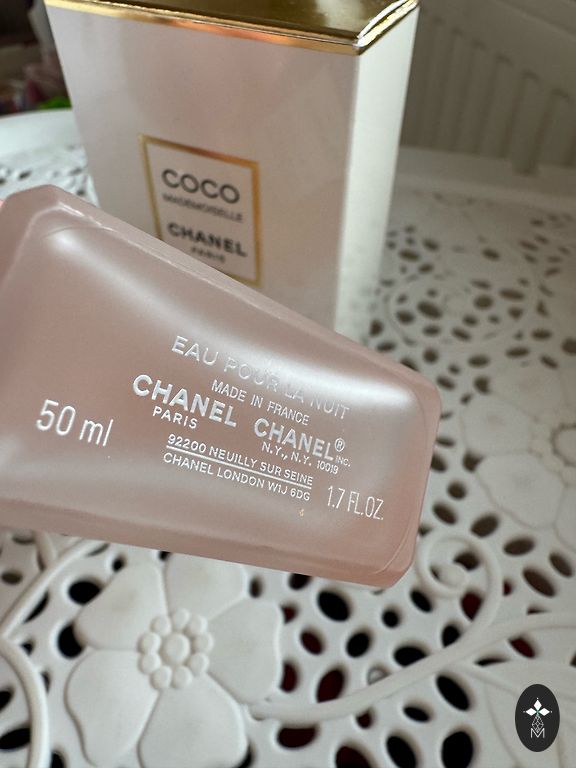 COCO
MADEMOISELLE
CHANEL
PARIS
EAU POUR LA NUIT
MADE IN FRANCE
CHANEL CHANEL® INC.
PARIS N.Y., N.Y. 10019
50 ml
92200 NEUILLY SUR SEINE
CHANEL LONDON W1J 6DG
1.7 FL.OZ.
M